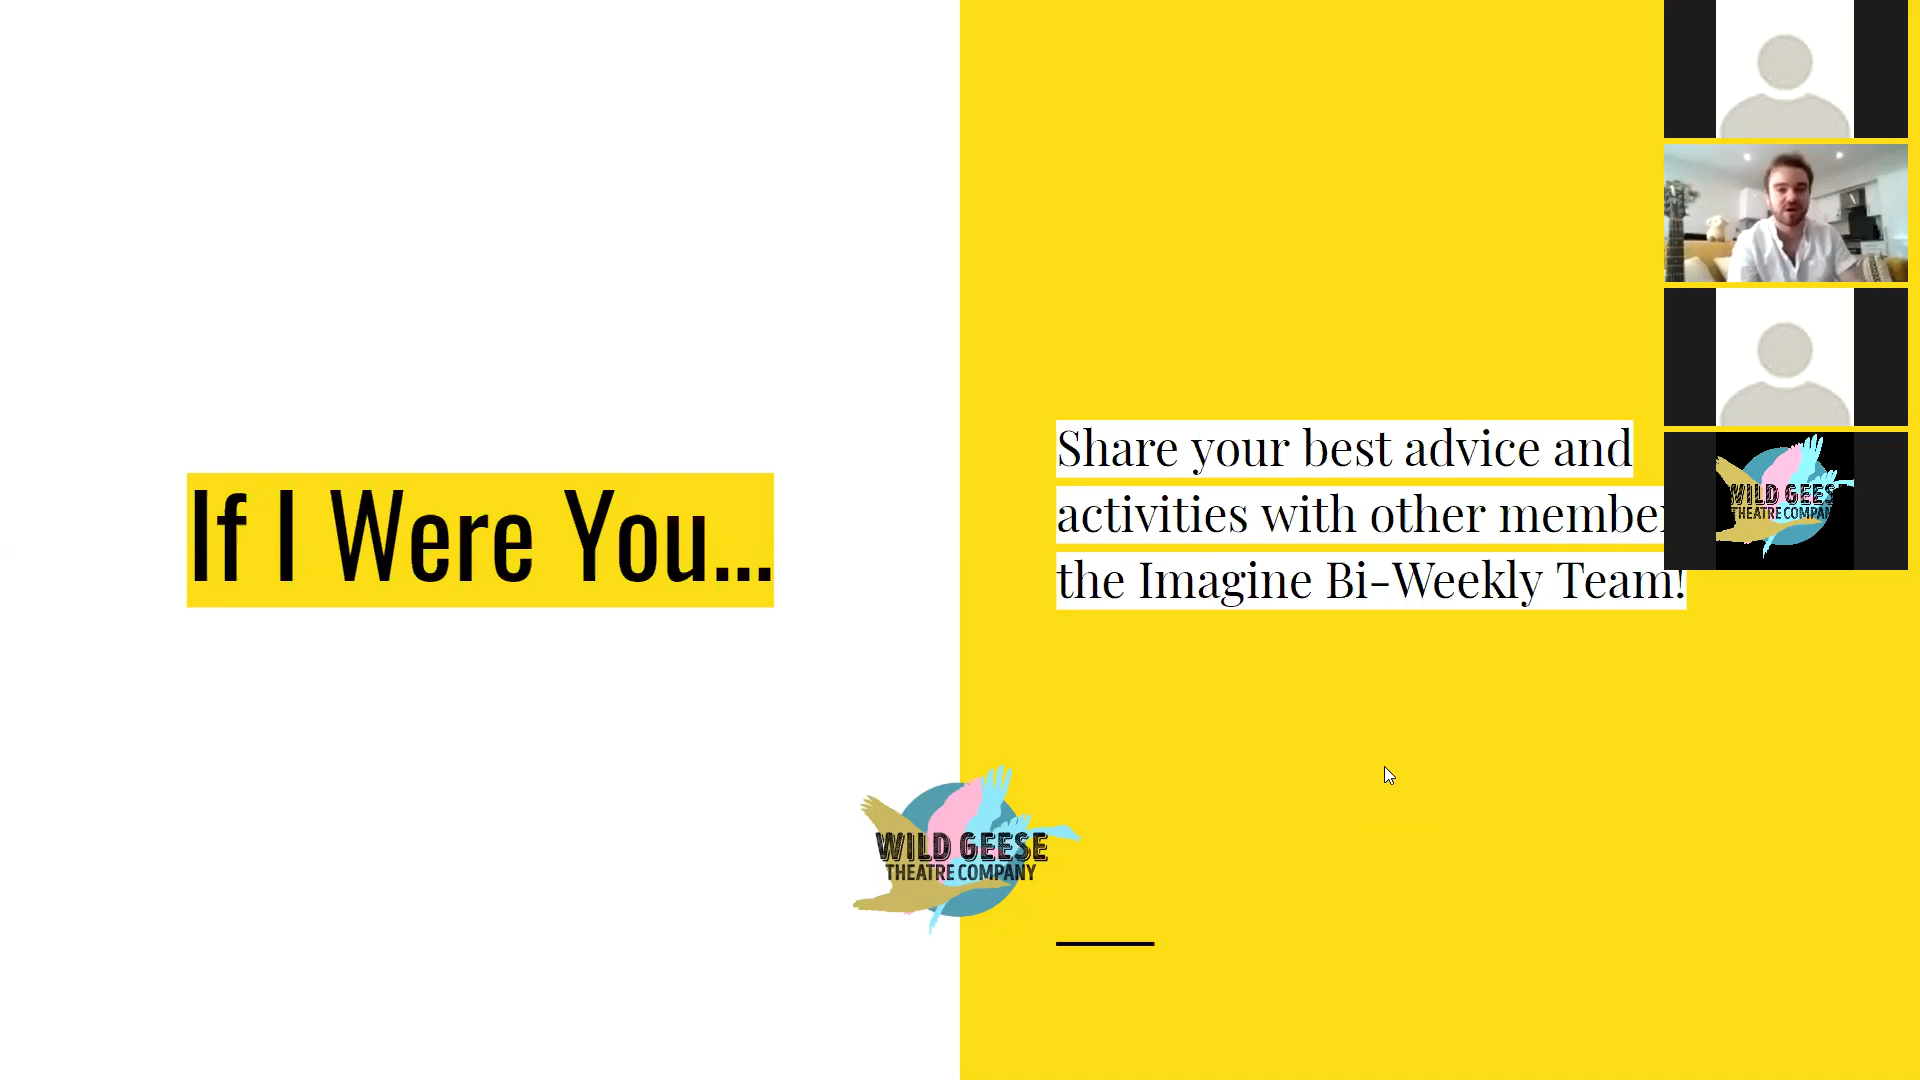 If I Were You...
Share your best advice and
activities with other member
the Imagine Bi-Weekly Team!
WILD GEESE
THEATRE COMPANY
WILD GEES
THEATRE COMPAN